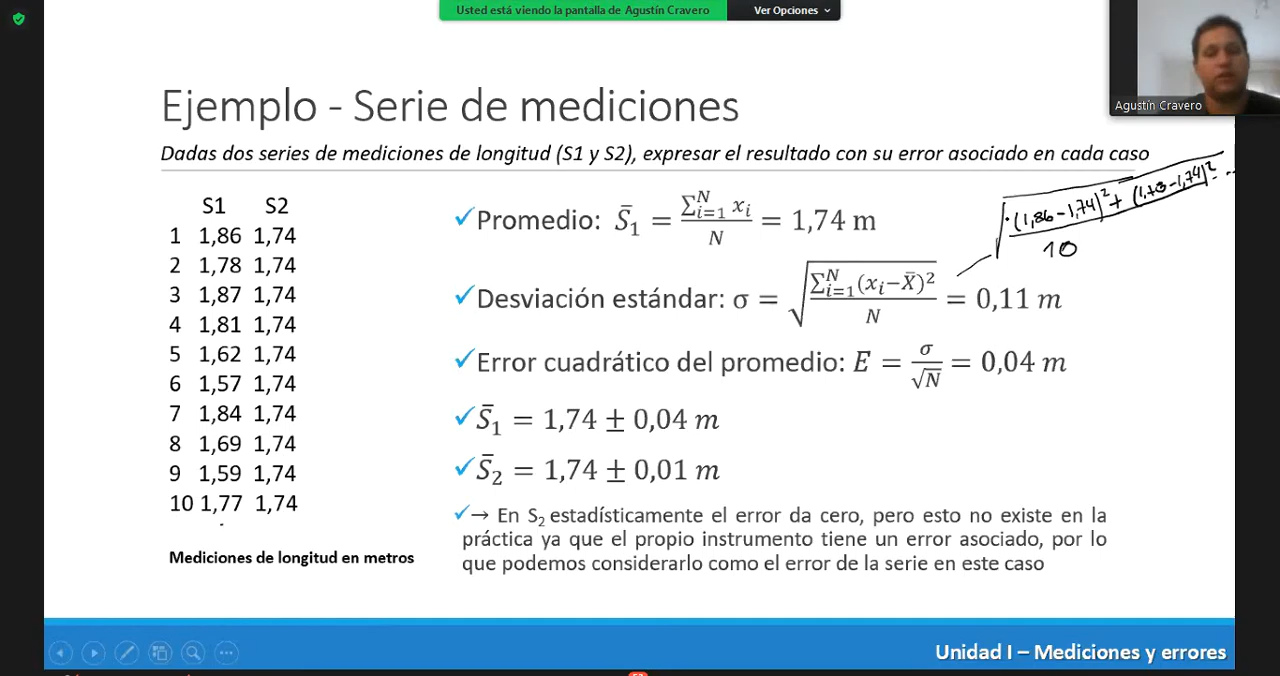 Usted está viendo la pantalla de Agustín Cravero
Ver Opciones
Agustín Cravero
Ejemplo - Serie de mediciones
Dadas dos series de mediciones de longitud (S1 y S2), expresar el resultado con su error asociado en cada caso
S1 S2
1 1,86 1,74
2 1,78 1,74
3 1,87 1,74
4 1,81 1,74
5 1,62 1,74
6 1,57 1,74
7 1,84 1,74
8 1,69 1,74
9 1,59 1,74
10 1,77 1,74
Mediciones de longitud en metros
✓Promedio: S̄₁ = ∑ᵢ₌₁ᴺ xᵢ / N = 1,74 m
√((1,86-1,74)² + (1,78-1,74)² ... / 10)
✓Desviación estándar: σ = √(∑ᵢ₌₁ᴺ (xᵢ−X̄)² / N) = 0,11 m
✓Error cuadrático del promedio: E = σ/√N = 0,04 m
✓S̄₁ = 1,74 ± 0,04 m
✓S̄₂ = 1,74 ± 0,01 m
✓→ En S₂ estadísticamente el error da cero, pero esto no existe en la
práctica ya que el propio instrumento tiene un error asociado, por lo
que podemos considerarlo como el error de la serie en este caso
Unidad I – Mediciones y errores